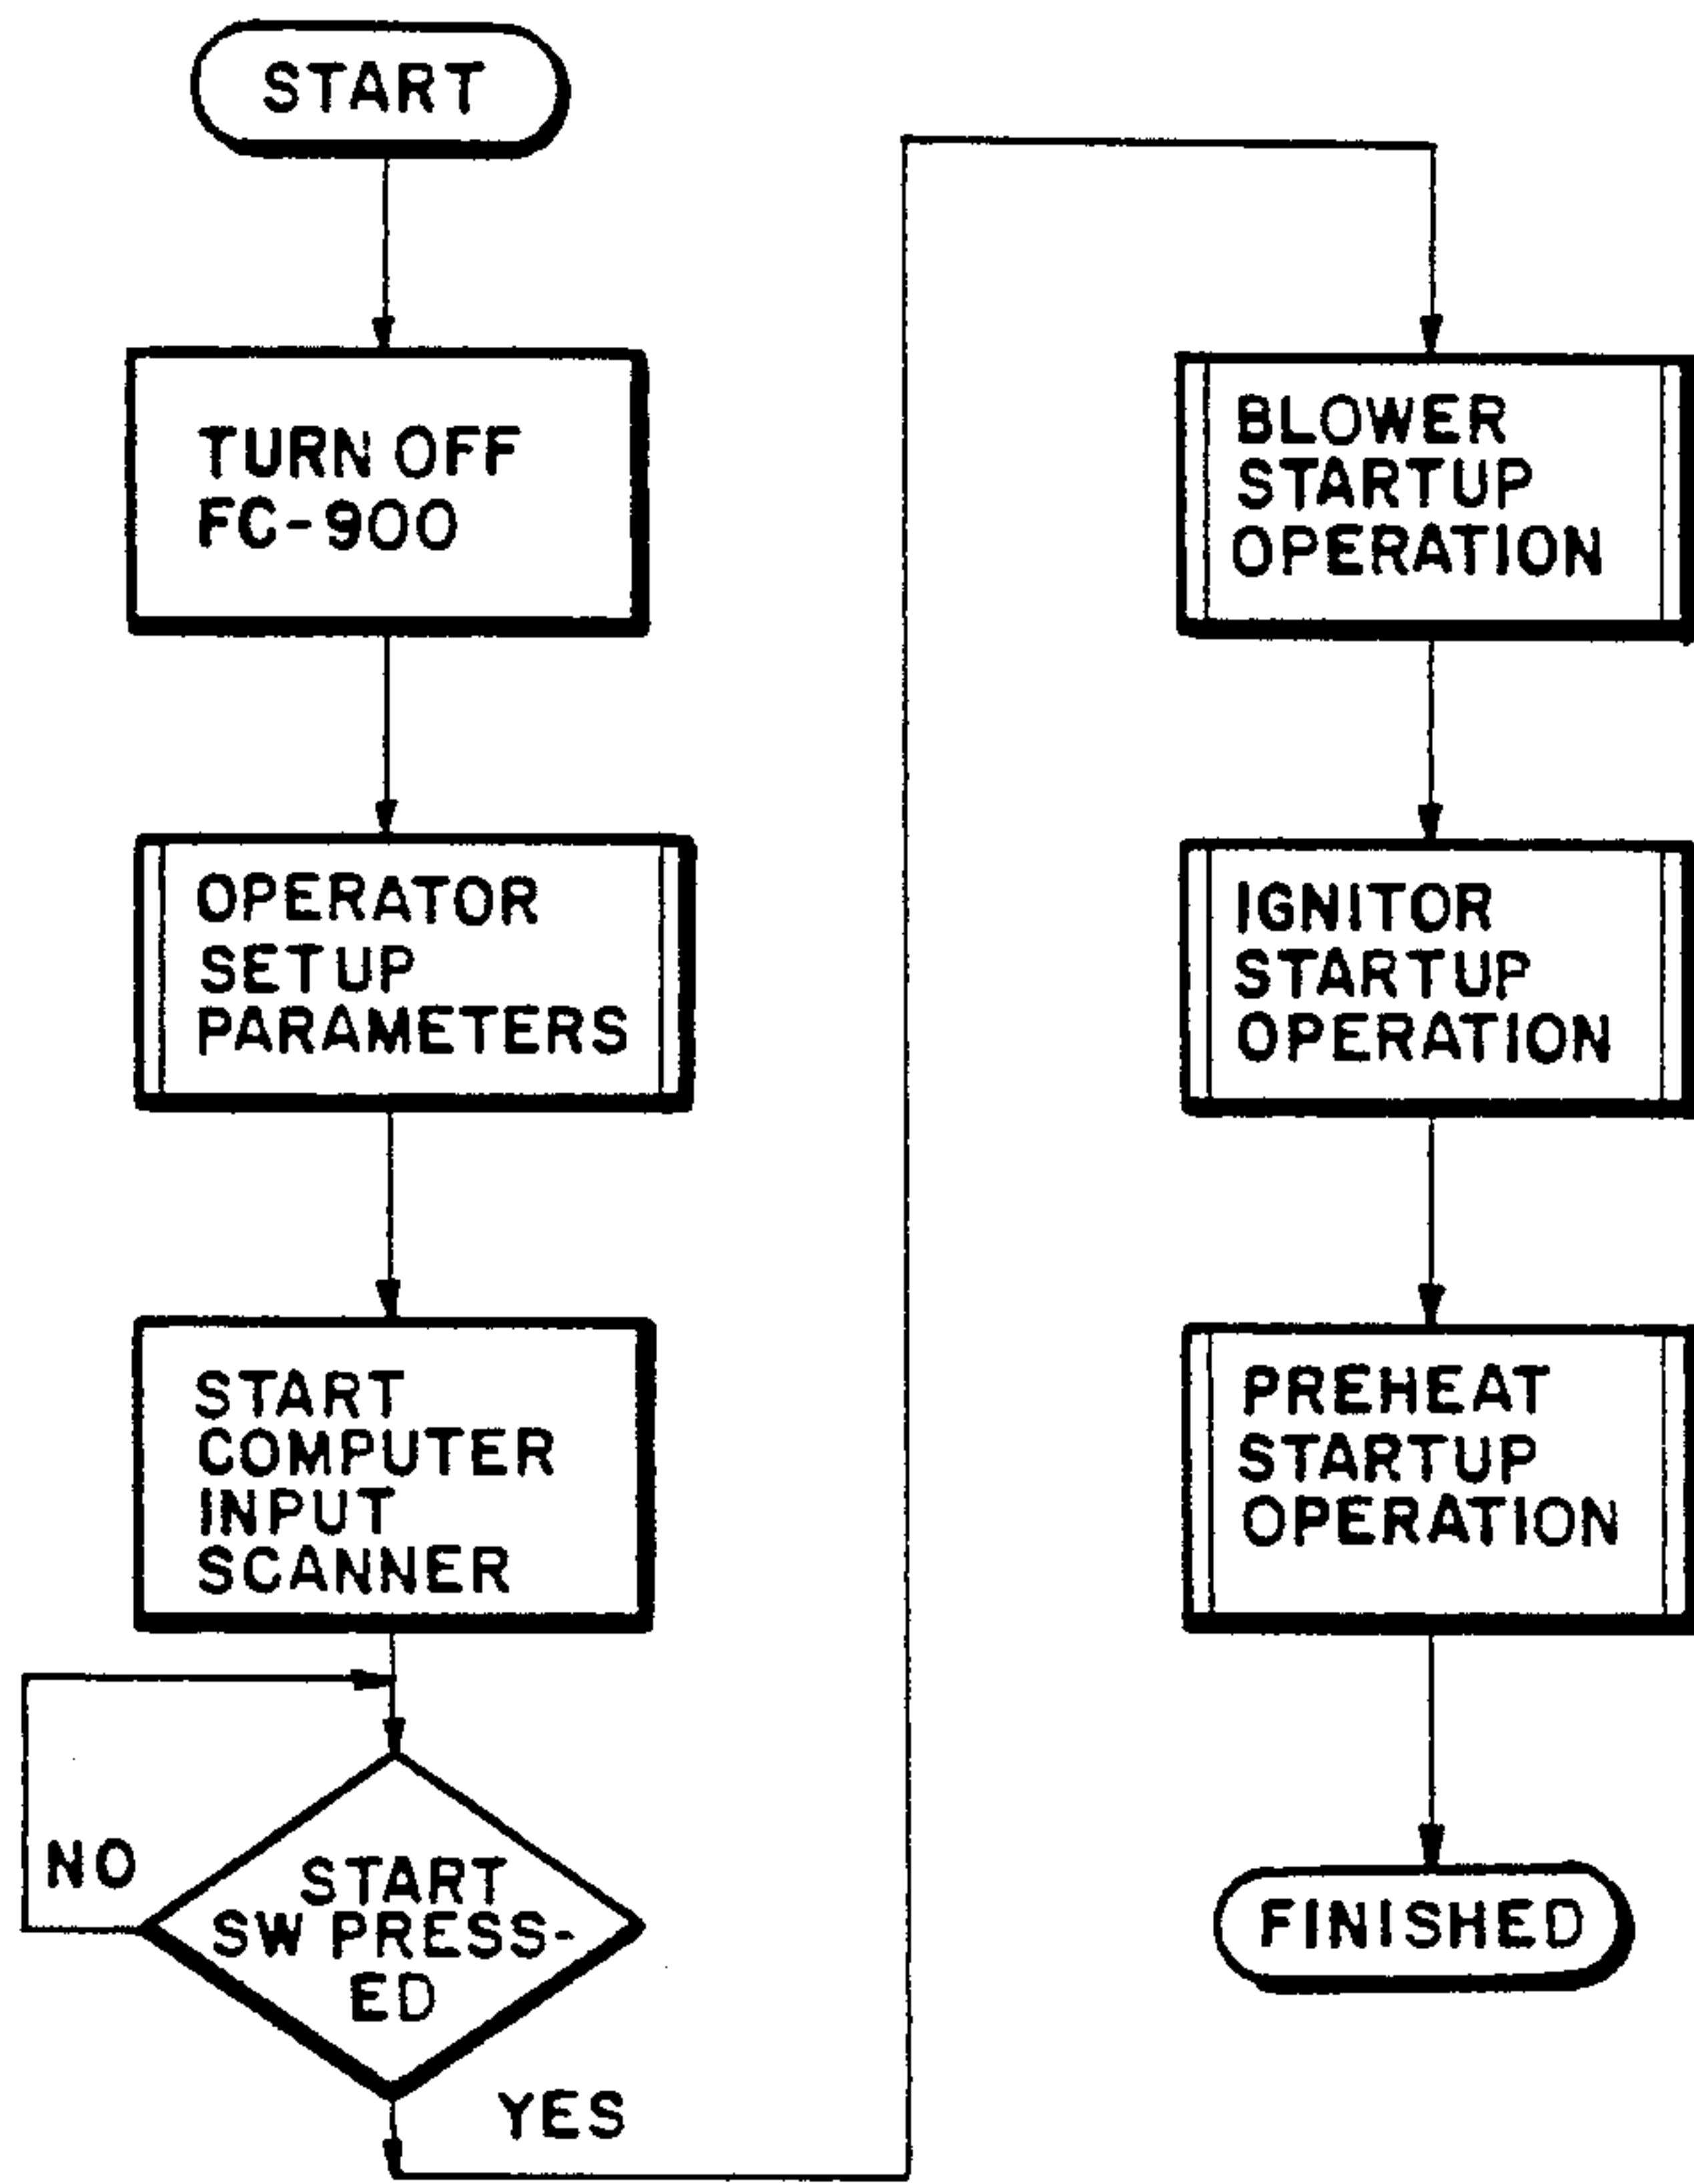 START
TURN OFF
FC-900
OPERATOR
SETUP
PARAMETERS
START
COMPUTER
INPUT
SCANNER
NO
START
SW PRESS-
ED
YES
BLOWER
STARTUP
OPERATION
IGNITOR
STARTUP
OPERATION
PREHEAT
STARTUP
OPERATION
FINISHED